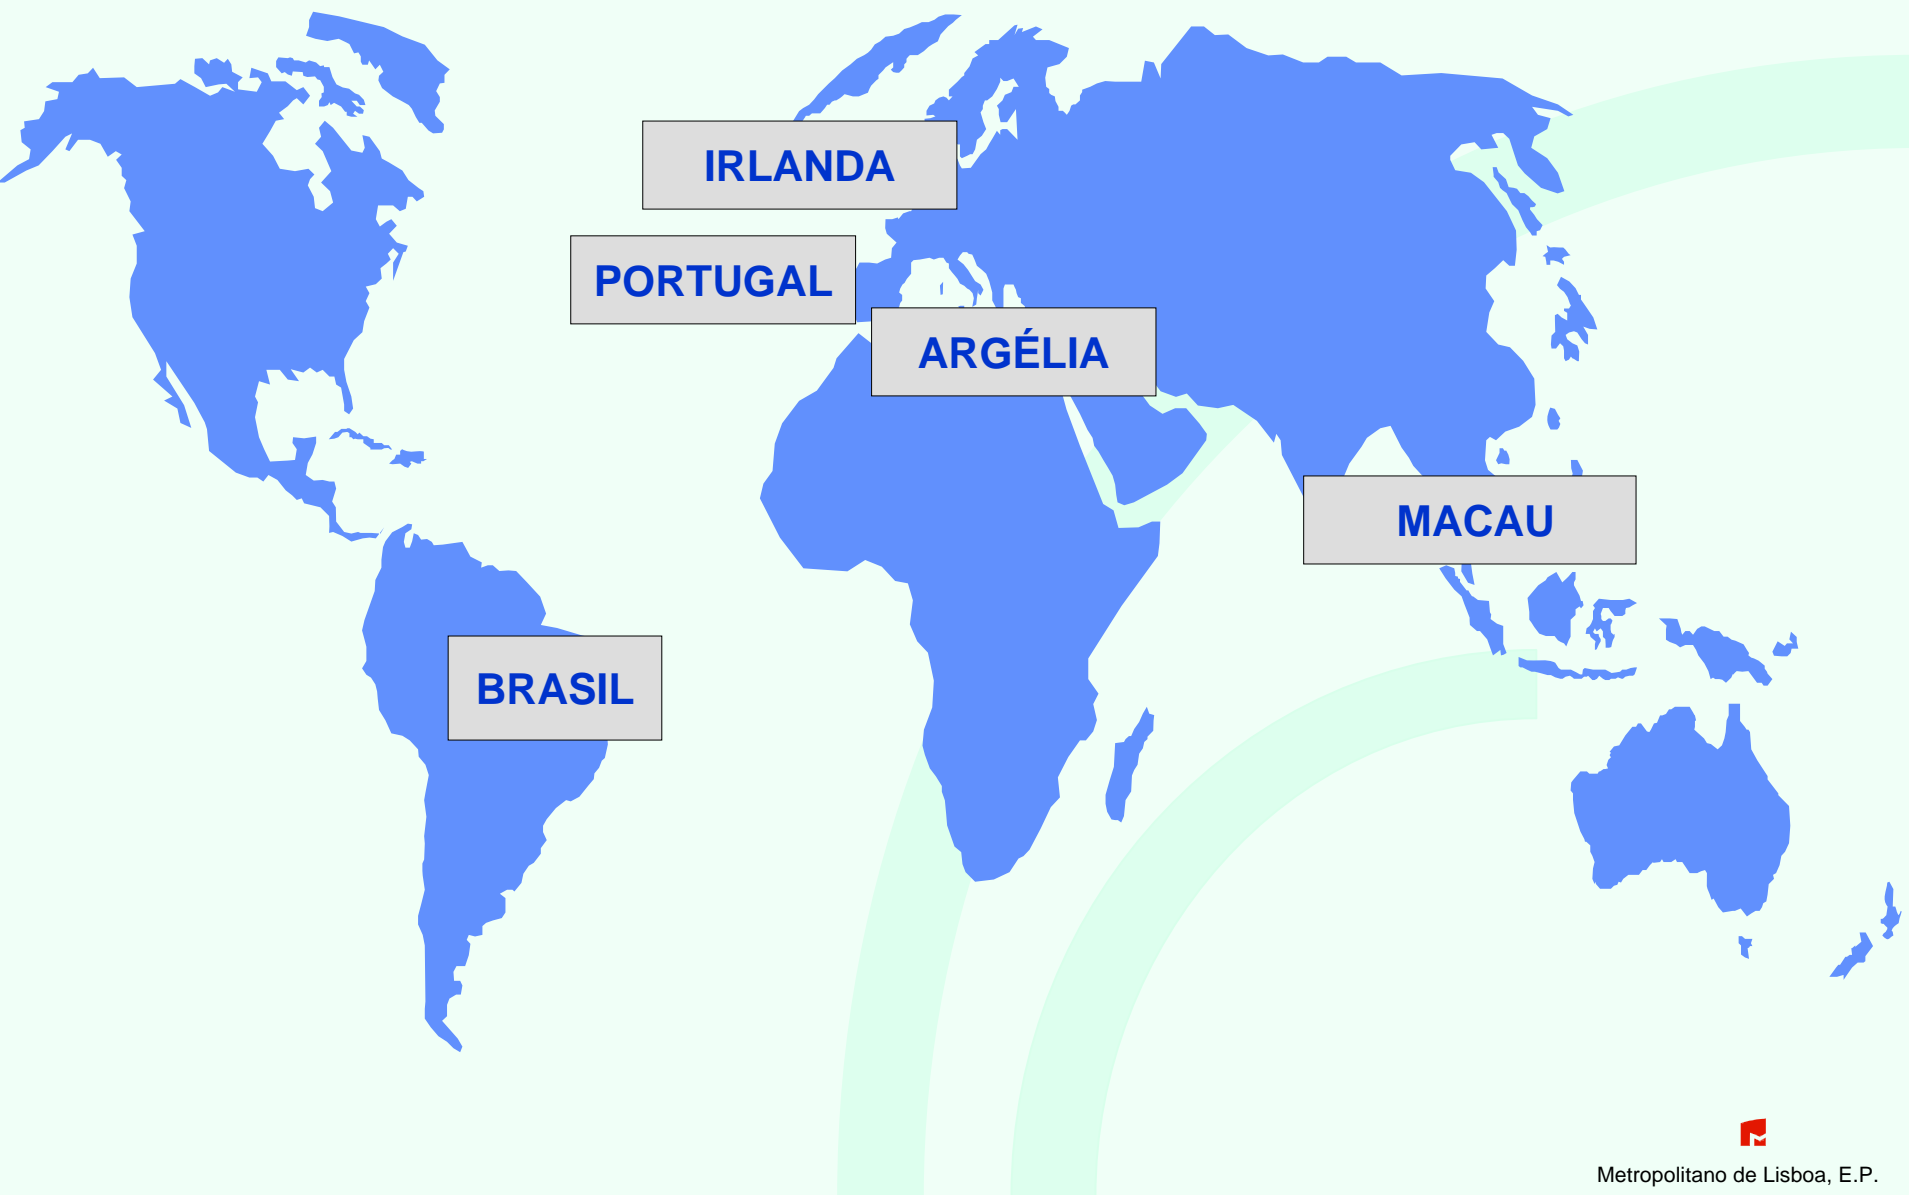 IRLANDA
PORTUGAL
ARGÉLIA
MACAU
BRASIL
Metropolitano de Lisboa, E.P.